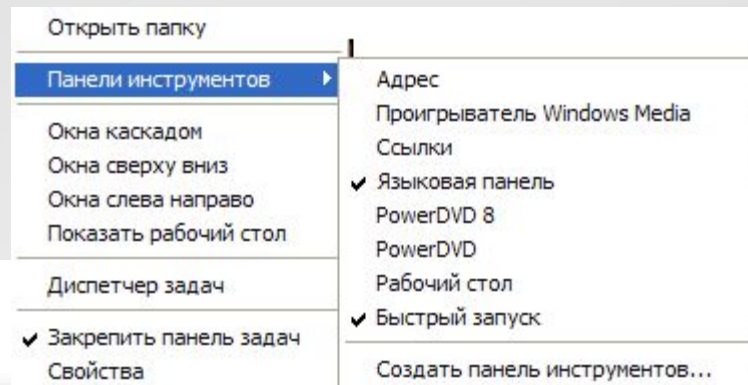 Открыть папку
Панели инструментов
Окна каскадом
Окна сверху вниз
Окна слева направо
Показать рабочий стол
Диспетчер задач
Закрепить панель задач
Свойства
Адрес
Проигрыватель Windows Media
Ссылки
Языковая панель
PowerDVD 8
PowerDVD
Рабочий стол
Быстрый запуск
Создать панель инструментов...